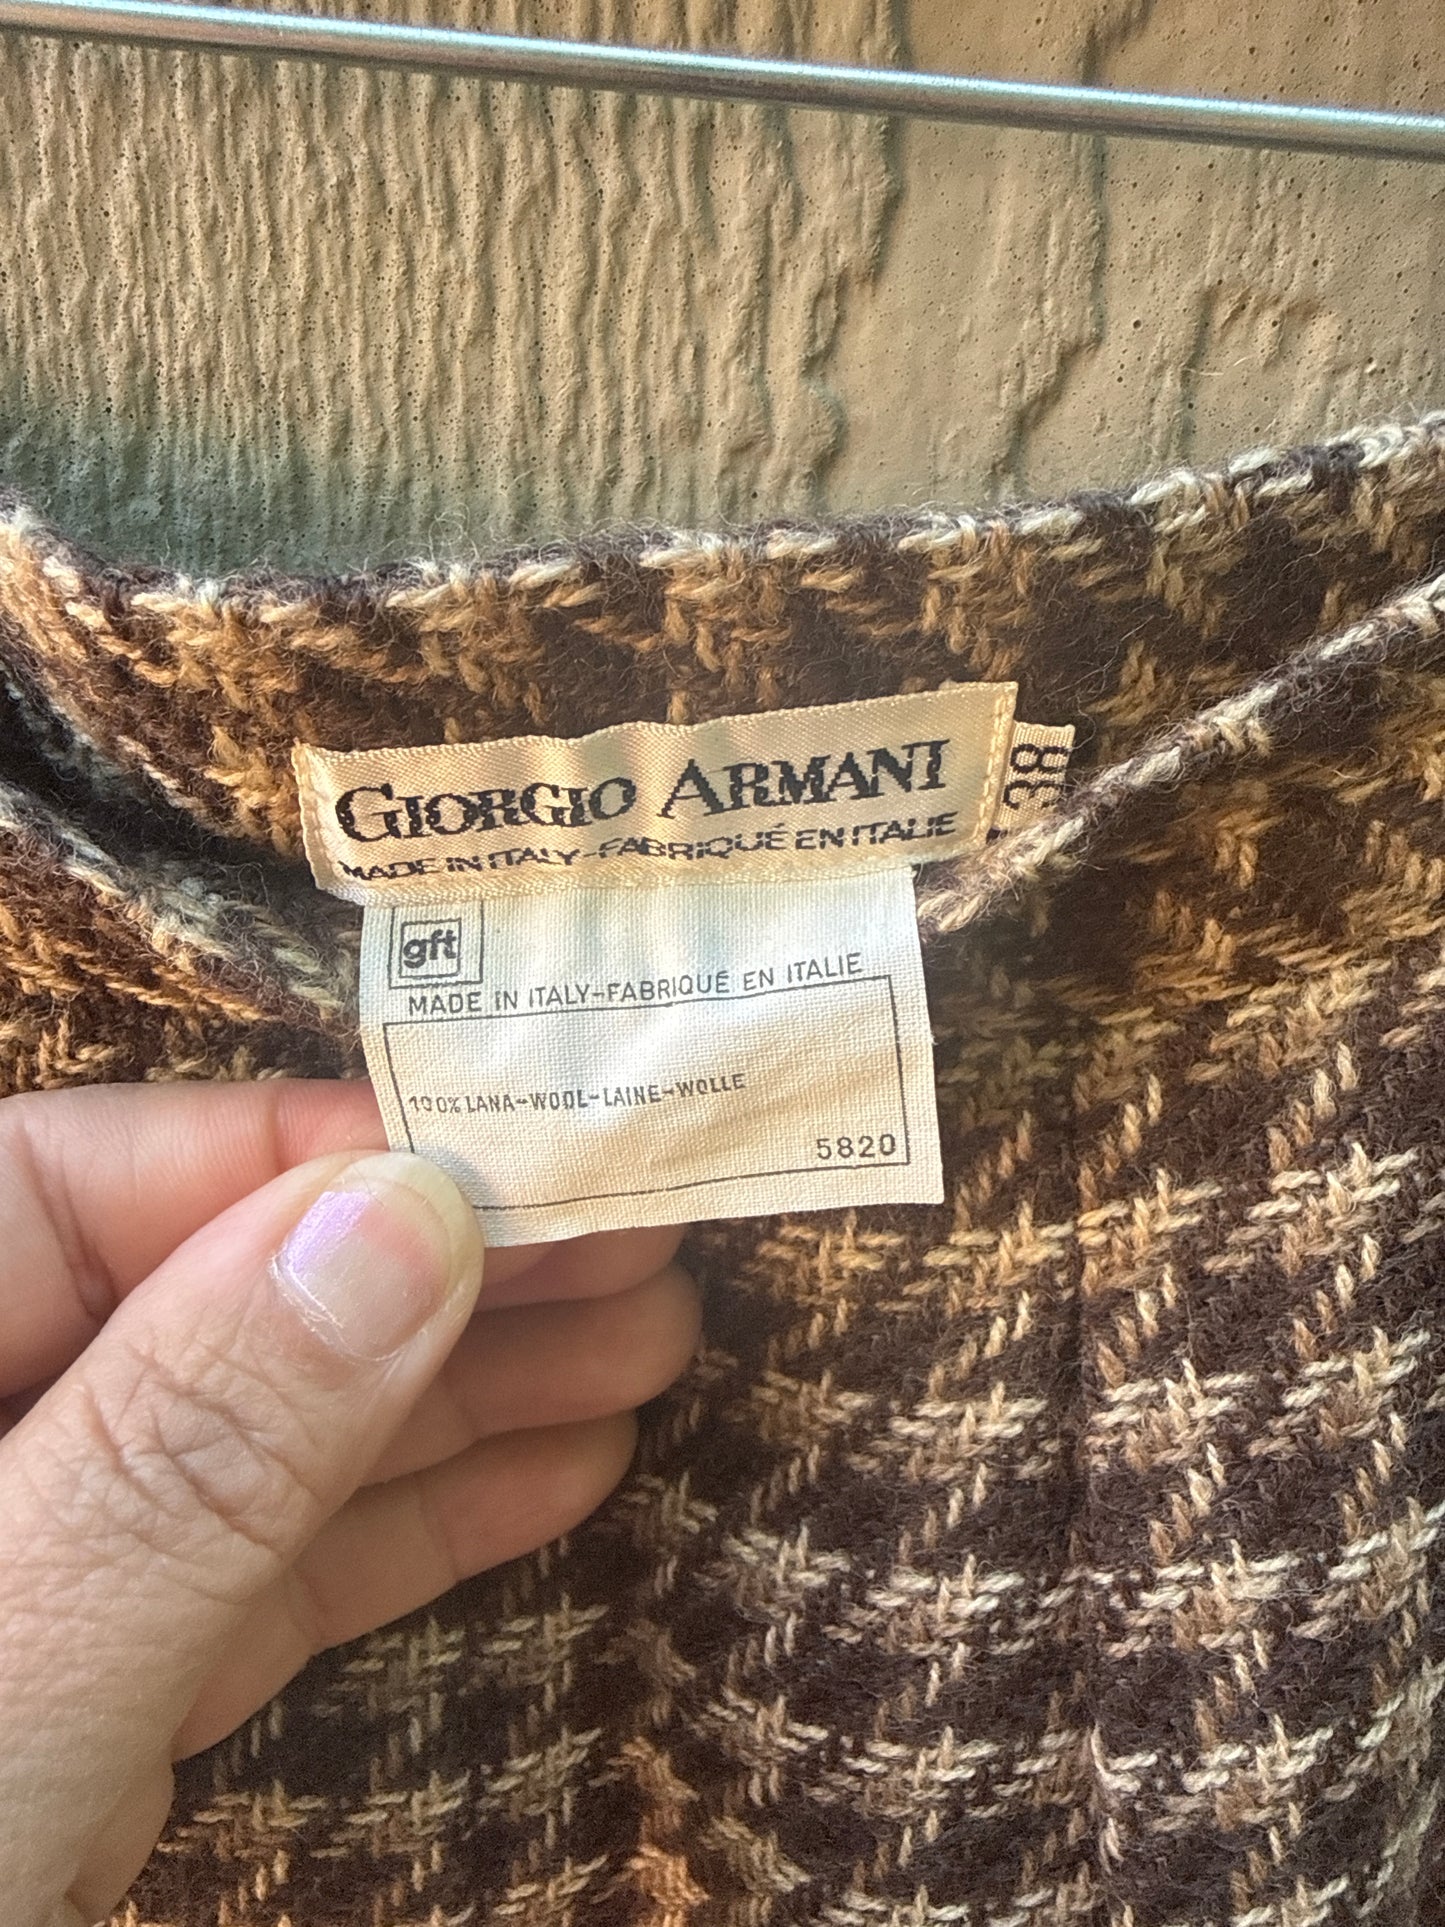 GIORGIO ARMANI
MADE IN ITALY-FABRIQUÉ EN ITALIE
38
gft
MADE IN ITALY-FABRIQUÉ EN ITALIE
100% LANA-WOOL-LAINE-WOLLE
5820